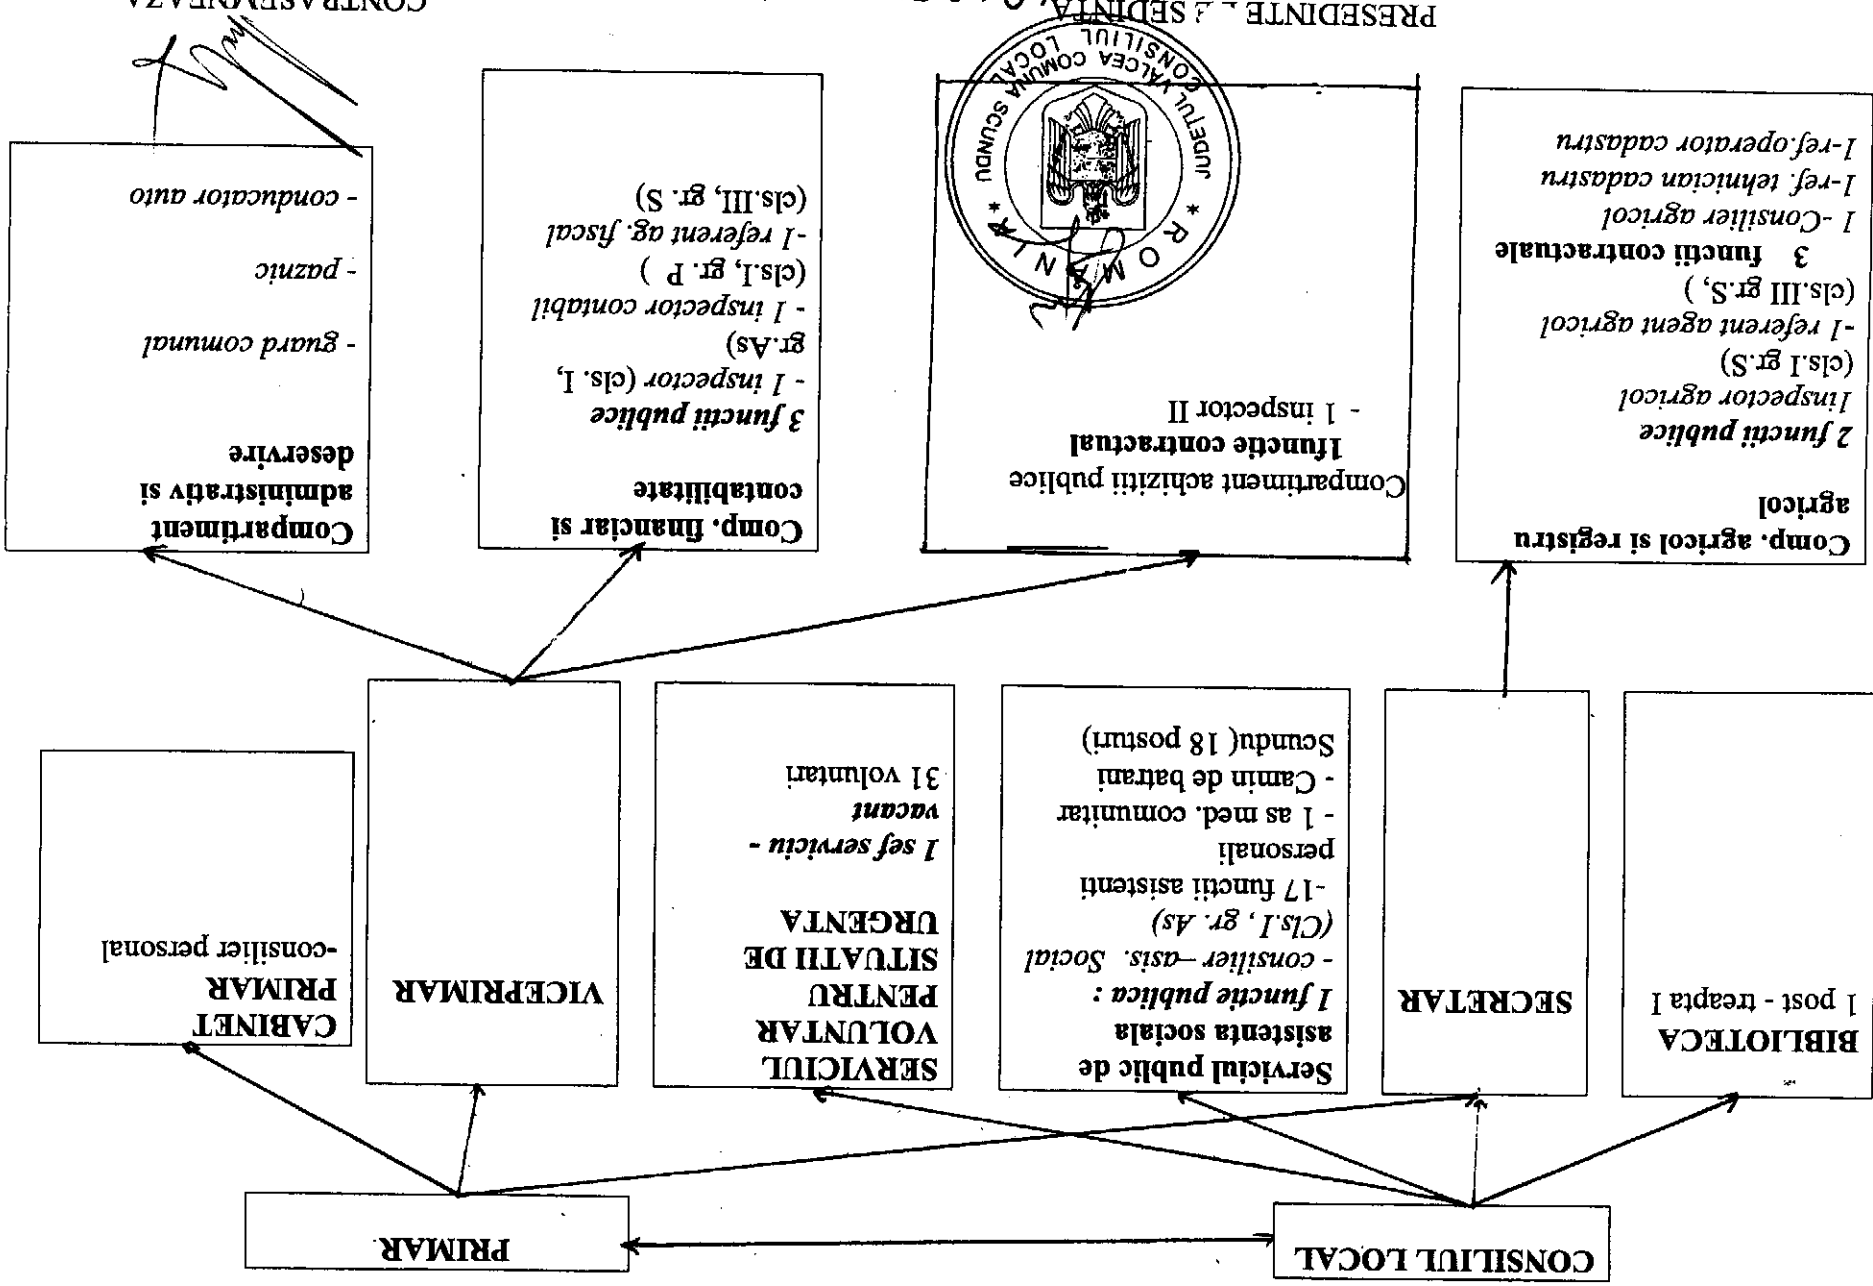 CONSILIUL LOCAL
PRIMAR
BIBLIOTECA
1 post - treapta I
SECRETAR
Serviciul public de
asistenta sociala
1 functie publica :
- consilier –asis. Social
(Cls.I , gr. As)
-17 functii asistenti
personali
- 1 as med. comunitar
- Camin de batrani
Scundu( 18 posturi)
SERVICIUL
VOLUNTAR
PENTRU
SITUATII DE
URGENTA
1 sef serviciu -
vacant
31 voluntari
VICEPRIMAR
CABINET
PRIMAR
-consilier personal
Comp. agricol si registru
agricol
2 functii publice
1inspector agricol
(cls.I gr.S)
-1 referent agent agricol
(cls.III gr.S, )
3 functii contractuale
1 -Consilier agricol
1-ref. tehnician cadastru
1-ref.operator cadastru
Compartiment achizitii publice
1functie contractual
- 1 inspector II
Comp. financiar si
contabilitate
3 functii publice
- 1 inspector (cls. I,
gr.As)
- 1 inspector contabil
(cls.I, gr. P )
-1 referent ag. fiscal
(cls.III, gr. S)
Compartiment
administrativ si
deservire
- guard comunal
- paznic
- conducator auto
* ROMANIA *
JUDEŢUL VÂLCEA COMUNA SCUNDU
CONSILIUL LOCAL
PRESEDINTE SEDINTA
CONTRASEMNEAZA